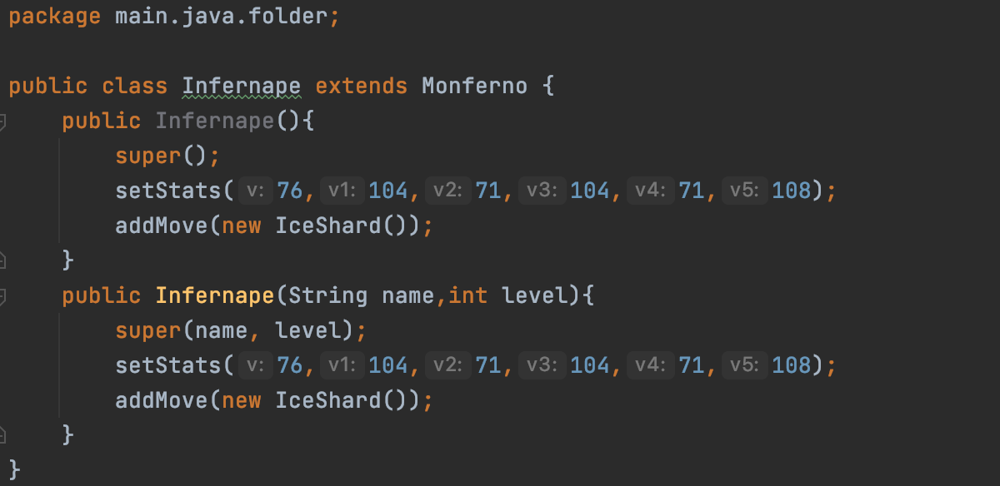 package main.java.folder;
public class Infernape extends Monferno {
public Infernape(){
super();
setStats( v: 76, v1: 104, v2: 71, v3: 104, v4: 71, v5: 108);
addMove(new IceShard());
}
public Infernape(String name,int level){
super(name, level);
setStats( v: 76, v1: 104, v2: 71, v3: 104, v4: 71, v5: 108);
addMove(new IceShard());
}
}